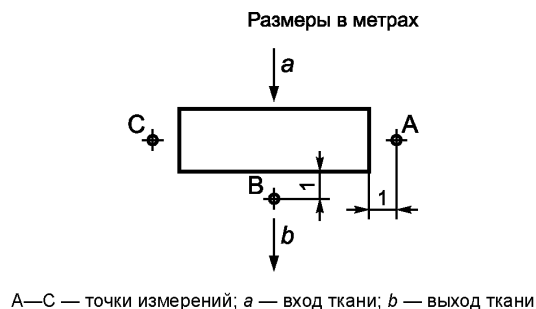 Размеры в метрах
a
C
A
B
1
1
b
А—С — точки измерений; a — вход ткани; b — выход ткани